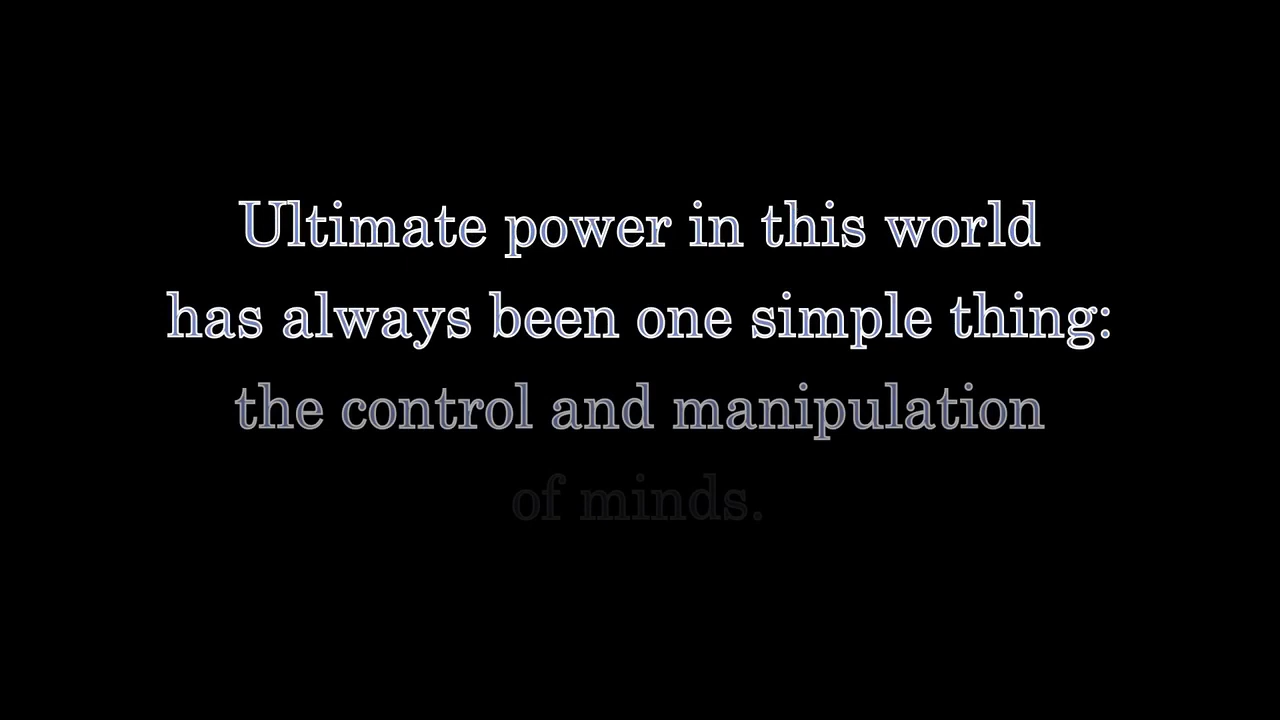 Ultimate power in this world
has always been one simple thing:
the control and manipulation
of minds.